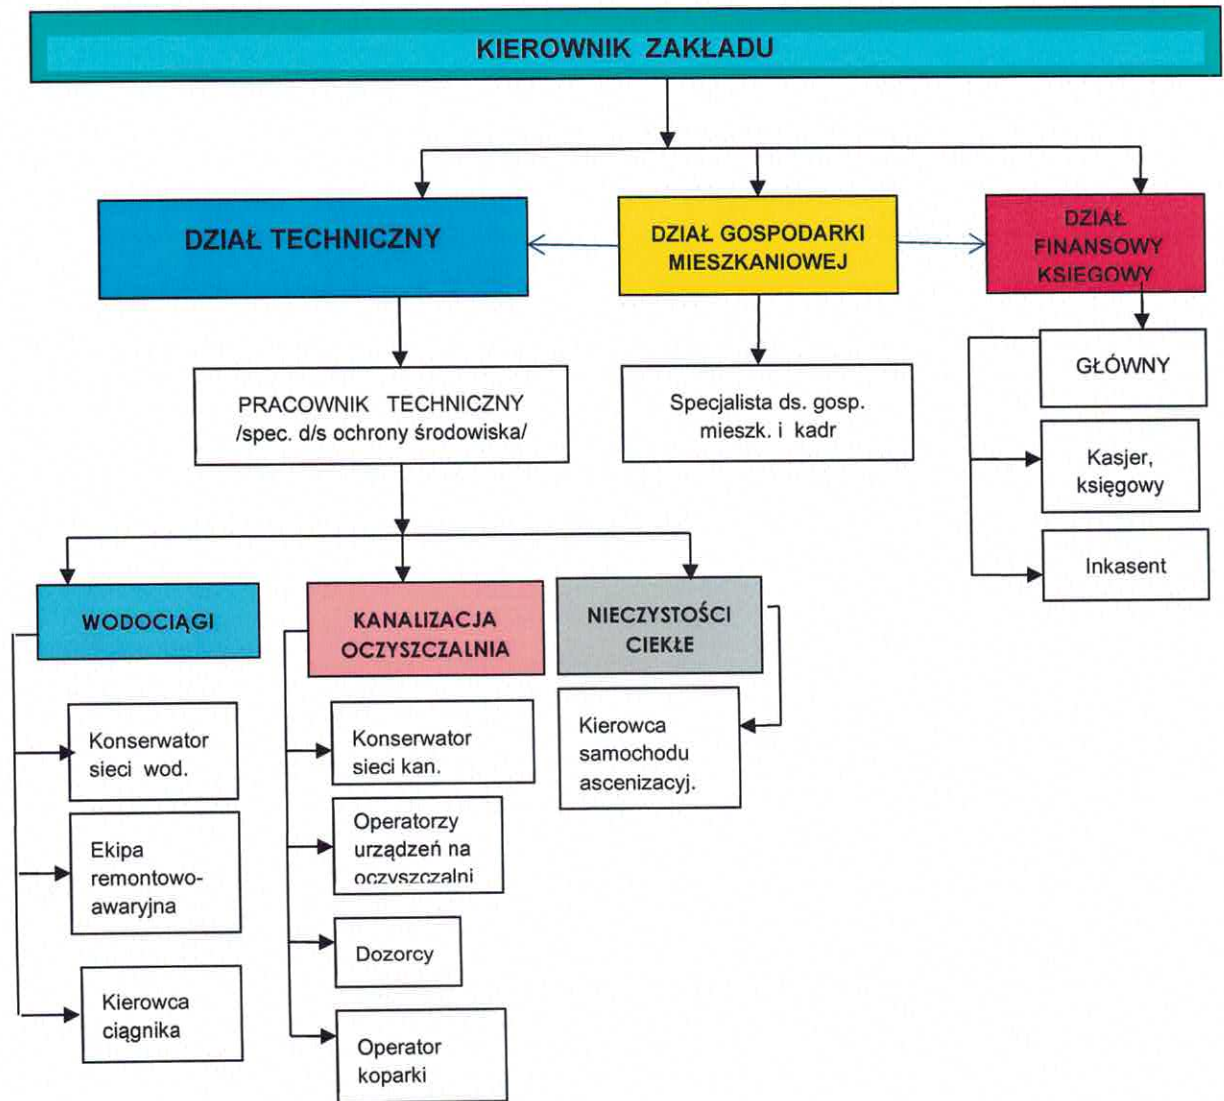 KIEROWNIK ZAKŁADU
DZIAŁ TECHNICZNY
DZIAŁ GOSPODARKI
MIESZKANIOWEJ
DZIAŁ
FINANSOWY
KSIEGOWY
PRACOWNIK TECHNICZNY
/spec. d/s ochrony środowiska/
Specjalista ds. gosp.
mieszk. i kadr
GŁÓWNY
Kasjer,
księgowy
Inkasent
WODOCIĄGI
KANALIZACJA
OCZYSZCZALNIA
NIECZYSTOŚCI
CIEKŁE
Konserwator
sieci wod.
Ekipa
remontowo-
awaryjna
Kierowca
ciągnika
Konserwator
sieci kan.
Operatorzy
urządzeń na
oczyszczalni
Dozorcy
Operator
koparki
Kierowca
samochodu
ascenizacyj.